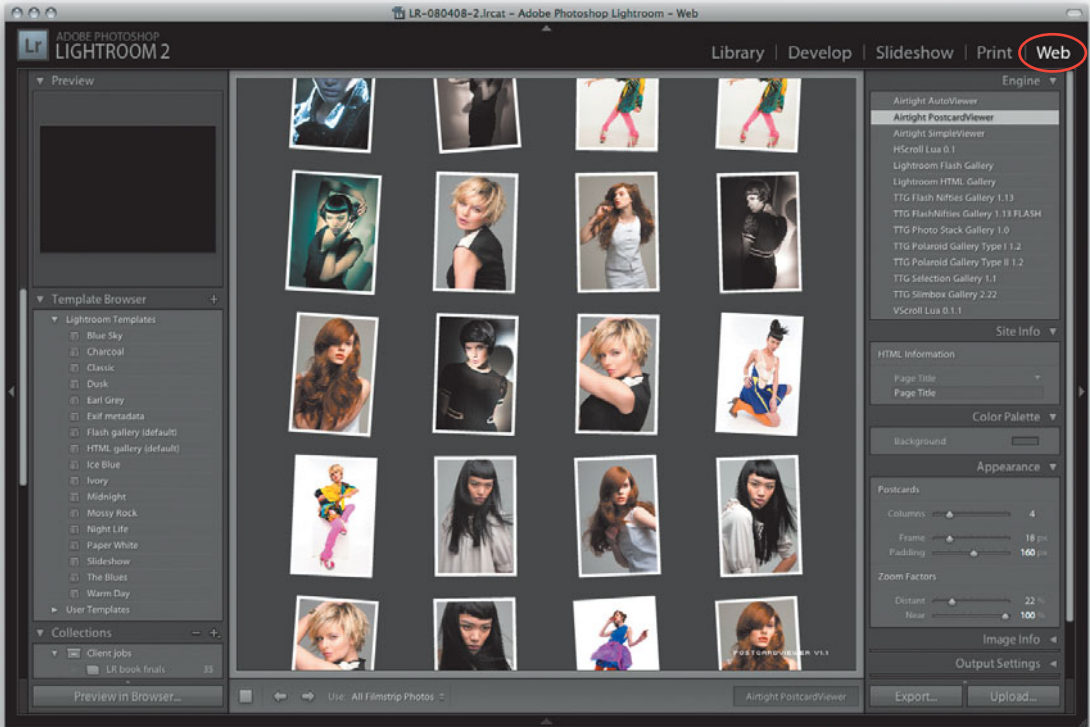 LR-080408-2.lrcat – Adobe Photoshop Lightroom – Web
Lr
ADOBE PHOTOSHOP
LIGHTROOM 2
Library | Develop | Slideshow | Print | Web
Preview
Template Browser +
Lightroom Templates
Blue Sky
Charcoal
Classic
Dusk
Earl Grey
Exif metadata
Flash gallery (default)
HTML gallery (default)
Ice Blue
Ivory
Midnight
Mossy Rock
Night Life
Paper White
Slideshow
The Blues
Warm Day
User Templates
Collections − +
Client jobs
LR book finals 35
Preview in Browser...
POSTCARDVIEWER V1.1
Use: All Filmstrip Photos
Airtight PostcardViewer
Engine
Airtight AutoViewer
Airtight PostcardViewer
Airtight SimpleViewer
HScroll Lua 0.1
Lightroom Flash Gallery
Lightroom HTML Gallery
TTG Flash Nifties Gallery 1.13
TTG FlashNifties Gallery 1.13 FLASH
TTG Photo Stack Gallery 1.0
TTG Polaroid Gallery Type I 1.2
TTG Polaroid Gallery Type II 1.2
TTG Selection Gallery 1.1
TTG Slimbox Gallery 2.22
VScroll Lua 0.1.1
Site Info
HTML Information
Page Title
Page Title
Color Palette
Background
Appearance
Postcards
Columns 4
Frame 18 px
Padding 160 px
Zoom Factors
Distant 22 %
Near 100 %
Image Info
Output Settings
Export... Upload...